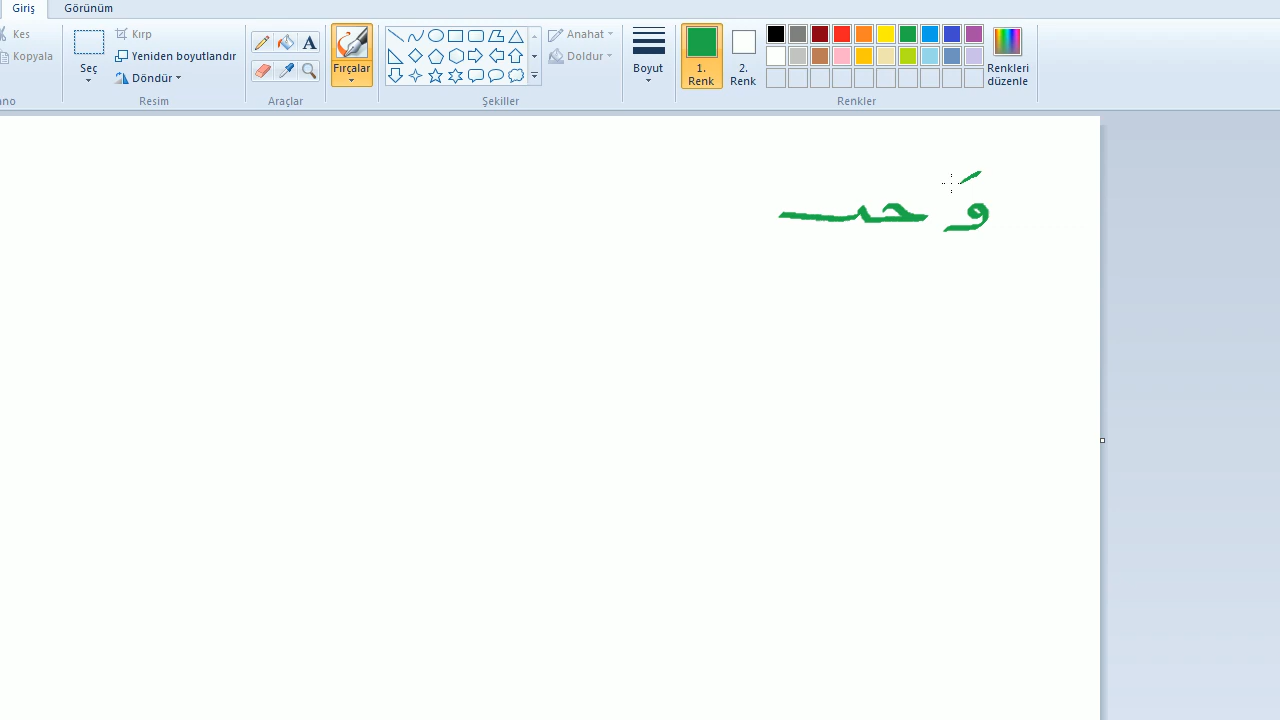 Giriş Görünüm
Kes
Kopyala
ano
Seç
Kırp
Yeniden boyutlandır
Döndür
Resim
A
Araçlar
Fırçalar
Şekiller
Anahat
Doldur
Boyut
1. Renk
2. Renk
Renkler
Renkleri düzenle